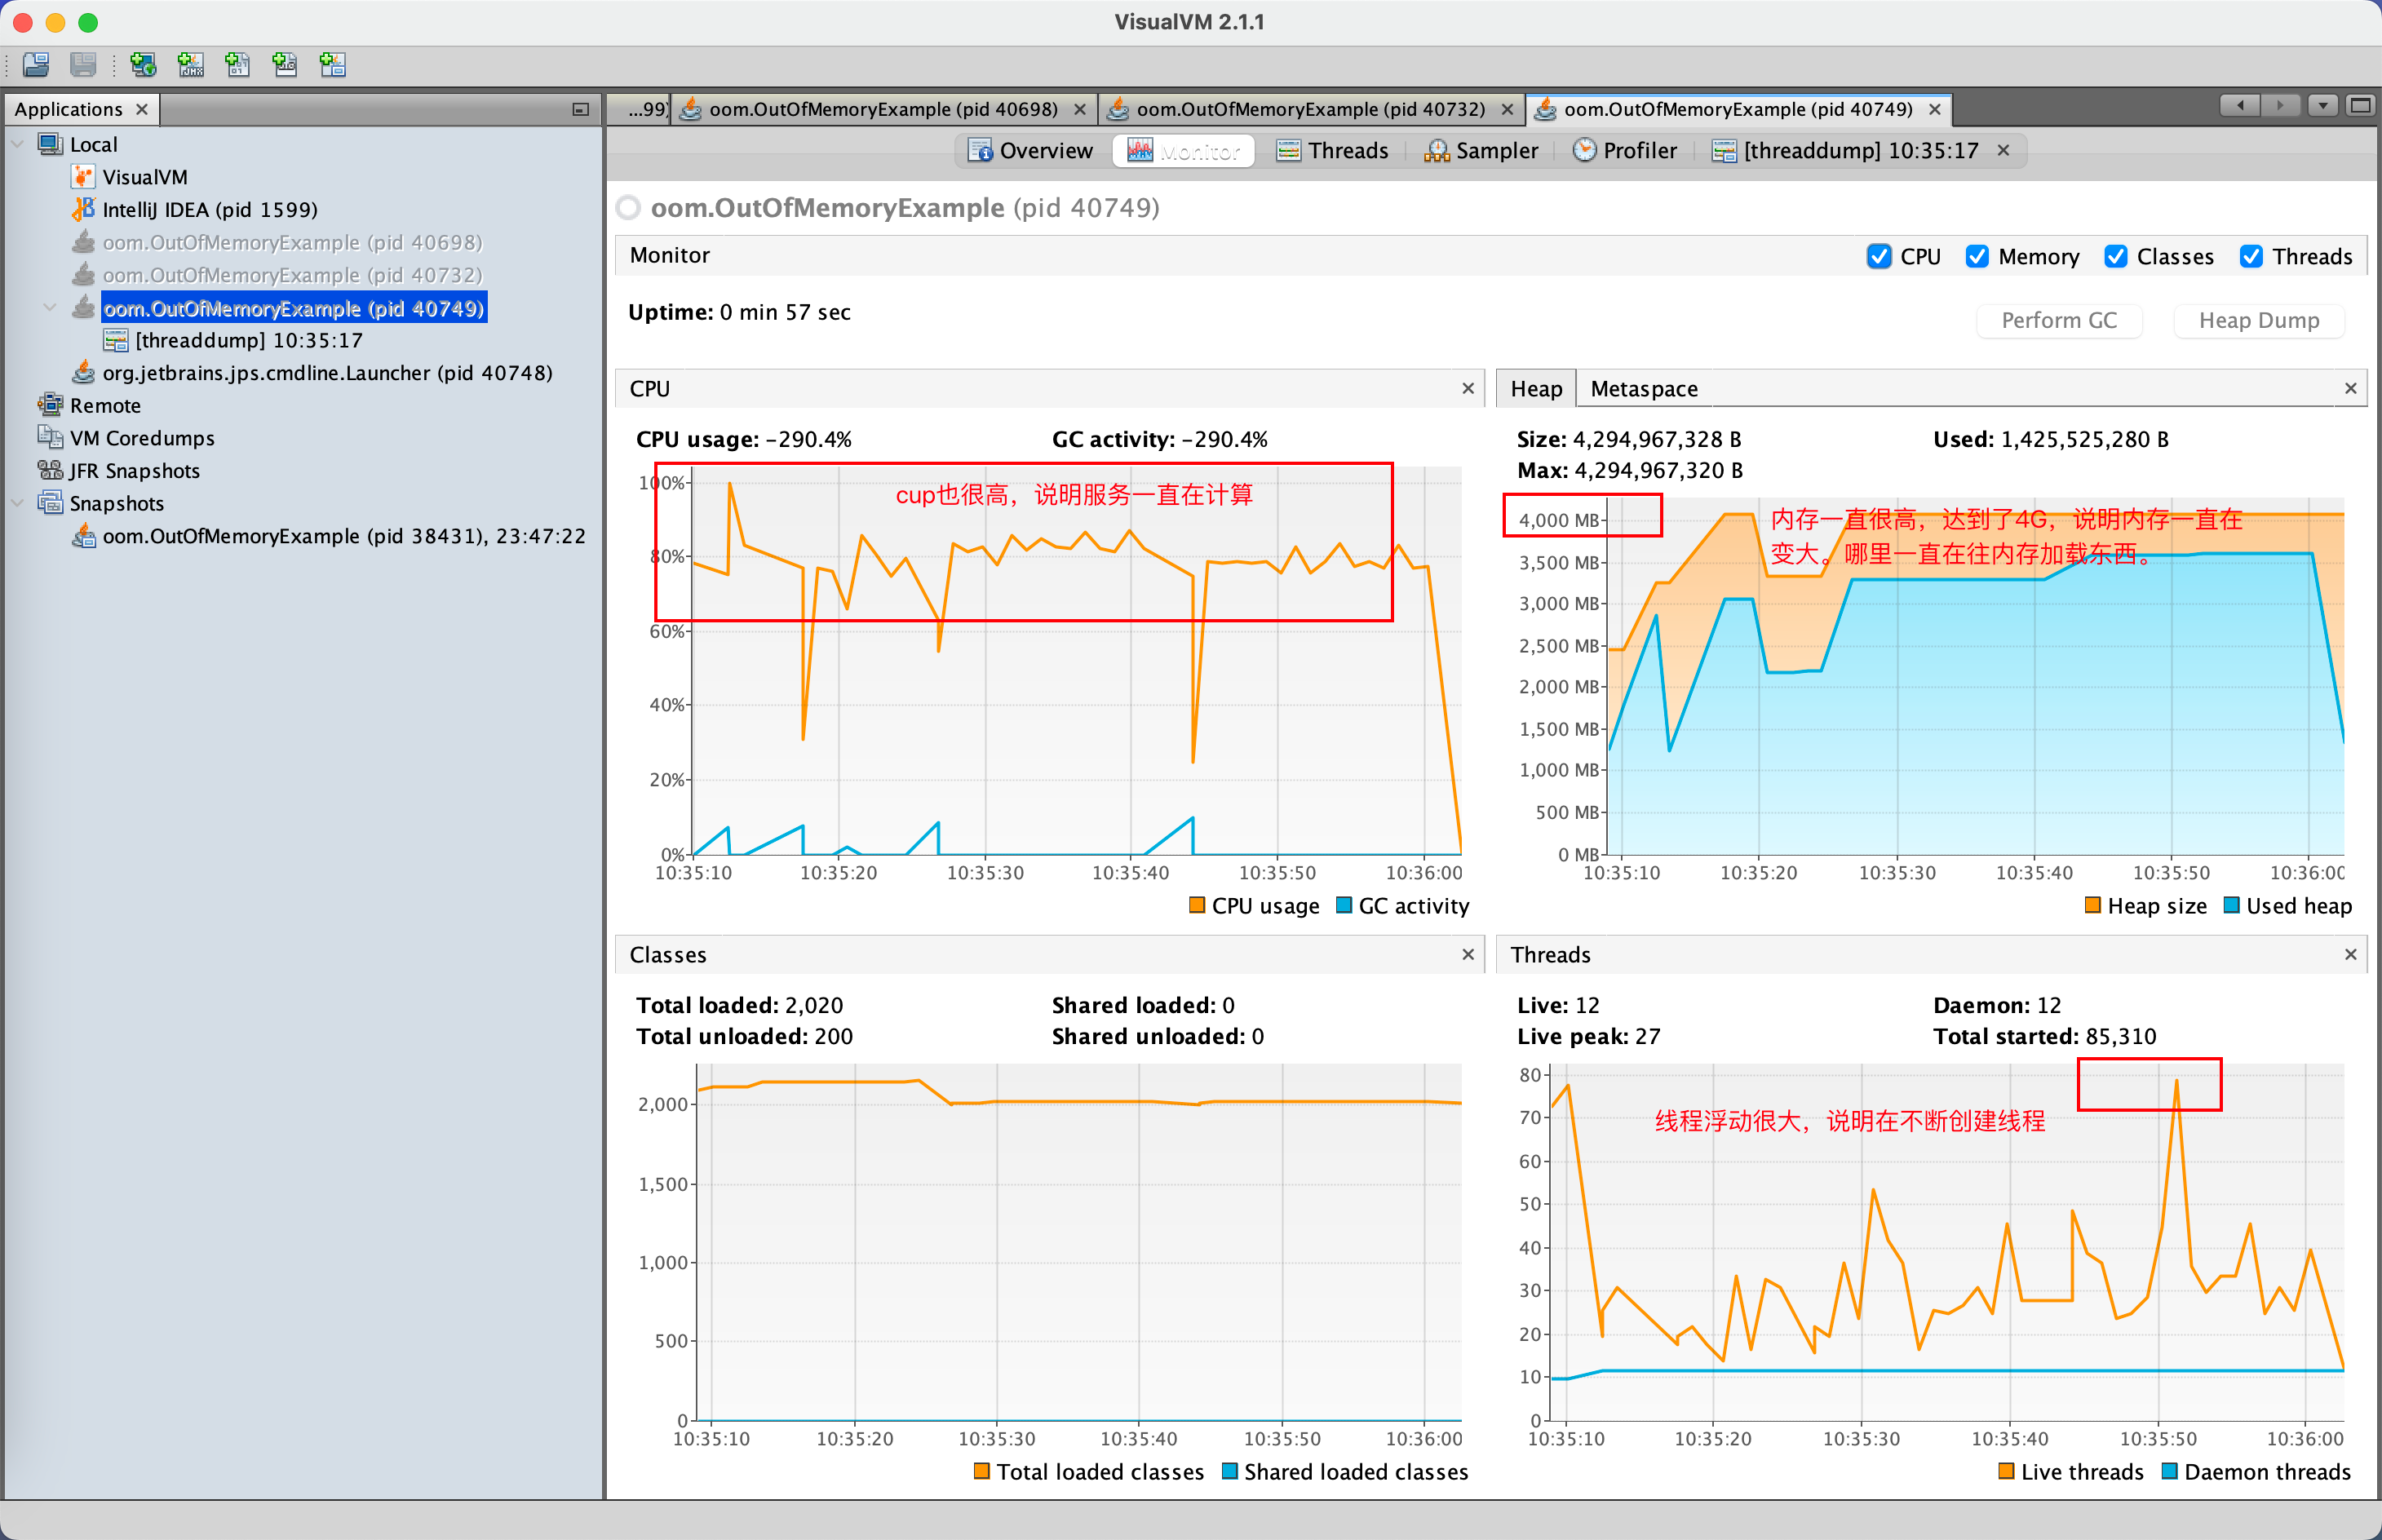 VisualVM 2.1.1
Applications
Local
VisualVM
IntelliJ IDEA (pid 1599)
oom.OutOfMemoryExample (pid 40698)
oom.OutOfMemoryExample (pid 40732)
oom.OutOfMemoryExample (pid 40749)
[threaddump] 10:35:17
org.jetbrains.jps.cmdline.Launcher (pid 40748)
Remote
VM Coredumps
JFR Snapshots
Snapshots
oom.OutOfMemoryExample (pid 38431), 23:47:22
...99) oom.OutOfMemoryExample (pid 40698) oom.OutOfMemoryExample (pid 40732) oom.OutOfMemoryExample (pid 40749)
Overview Monitor Threads Sampler Profiler [threaddump] 10:35:17
oom.OutOfMemoryExample (pid 40749)
Monitor CPU Memory Classes Threads
Uptime: 0 min 57 sec
Perform GC Heap Dump
CPU
CPU usage: -290.4% GC activity: -290.4%
cup也很高，说明服务一直在计算
100%
80%
60%
40%
20%
0%
10:35:10 10:35:20 10:35:30 10:35:40 10:35:50 10:36:00
CPU usage GC activity
Heap Metaspace
Size: 4,294,967,328 B Used: 1,425,525,280 B
Max: 4,294,967,320 B
内存一直很高，达到了4G，说明内存一直在
变大。哪里一直在往内存加载东西。
4,000 MB
3,500 MB
3,000 MB
2,500 MB
2,000 MB
1,500 MB
1,000 MB
500 MB
0 MB
10:35:10 10:35:20 10:35:30 10:35:40 10:35:50 10:36:00
Heap size Used heap
Classes
Total loaded: 2,020 Shared loaded: 0
Total unloaded: 200 Shared unloaded: 0
2,000
1,500
1,000
500
0
10:35:10 10:35:20 10:35:30 10:35:40 10:35:50 10:36:00
Total loaded classes Shared loaded classes
Threads
Live: 12 Daemon: 12
Live peak: 27 Total started: 85,310
线程浮动很大，说明在不断创建线程
80
70
60
50
40
30
20
10
0
10:35:10 10:35:20 10:35:30 10:35:40 10:35:50 10:36:00
Live threads Daemon threads